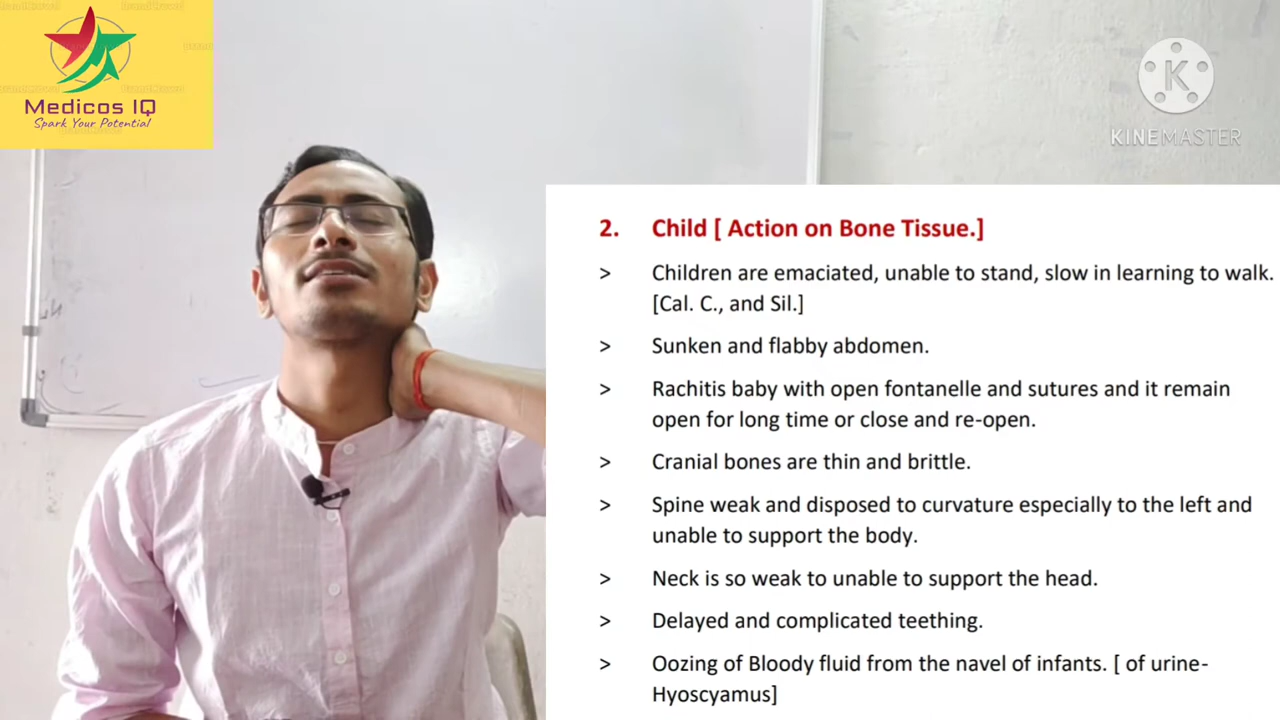 Medicos IQ
Spark Your Potential
KINEMASTER
2. Child [ Action on Bone Tissue.]
> Children are emaciated, unable to stand, slow in learning to walk.
[Cal. C., and Sil.]
> Sunken and flabby abdomen.
> Rachitis baby with open fontanelle and sutures and it remain
open for long time or close and re-open.
> Cranial bones are thin and brittle.
> Spine weak and disposed to curvature especially to the left and
unable to support the body.
> Neck is so weak to unable to support the head.
> Delayed and complicated teething.
> Oozing of Bloody fluid from the navel of infants. [ of urine-
Hyoscyamus]